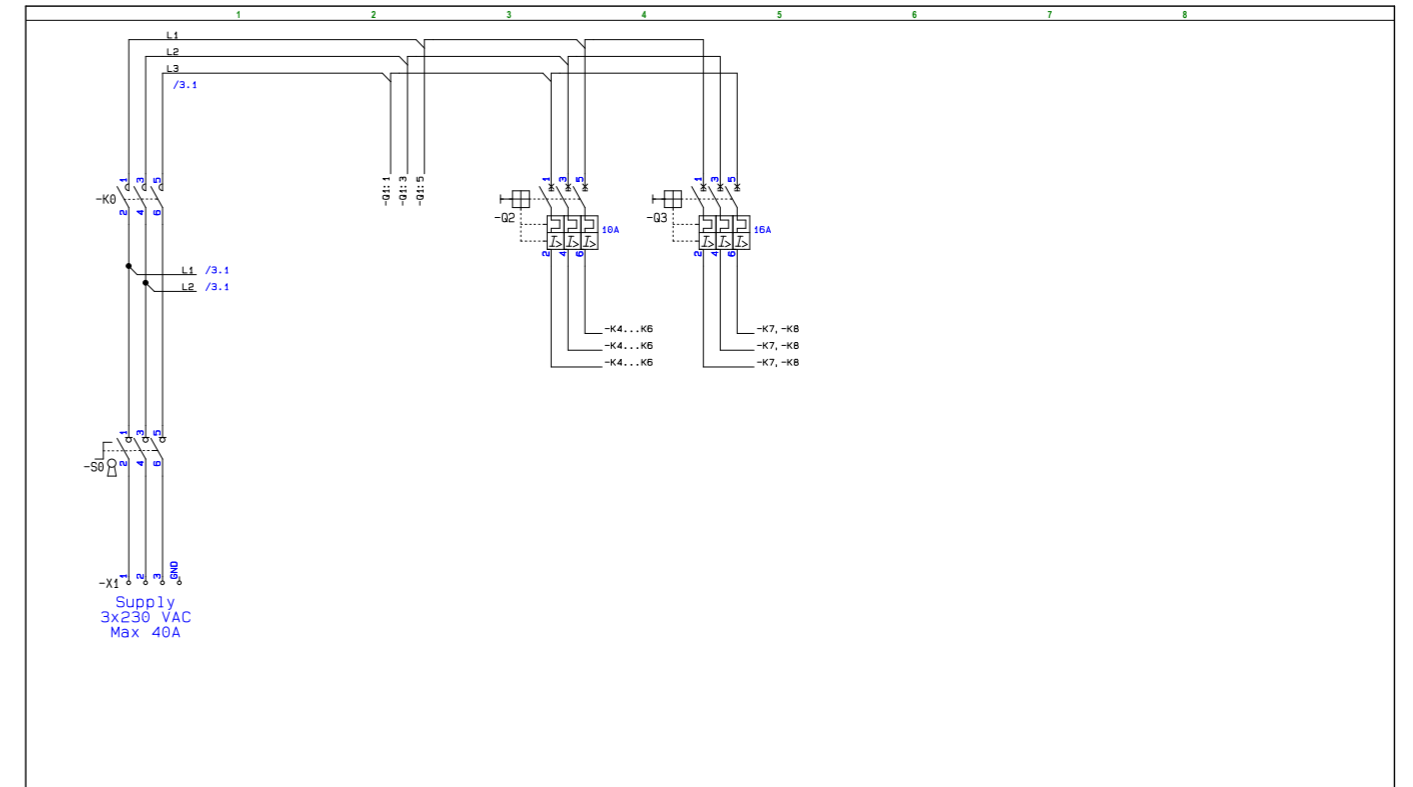 1 2 3 4 5 6 7 8
L1
L2
L3
/3.1
-K0
1 3 5
2 4 6
-Q1:1
-Q1:3
-Q1:5
-Q2
1 3 5
10A
2 4 6
-Q3
1 3 5
16A
2 4 6
L1 /3.1
L2 /3.1
-K4...K6
-K4...K6
-K4...K6
-K7,-K8
-K7,-K8
-K7,-K8
-S0
1 3 5
2 4 6
-X1 1 2 3 GND
Supply
3x230 VAC
Max 40A
I> I> I>
I> I> I>